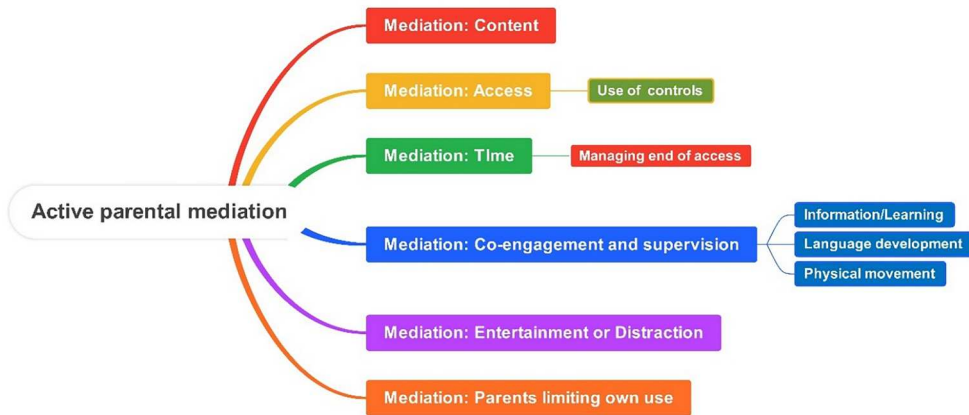 Mediation: Content
Mediation: Access
Use of controls
Mediation: TIme
Managing end of access
Active parental mediation
Mediation: Co-engagement and supervision
Information/Learning
Language development
Physical movement
Mediation: Entertainment or Distraction
Mediation: Parents limiting own use